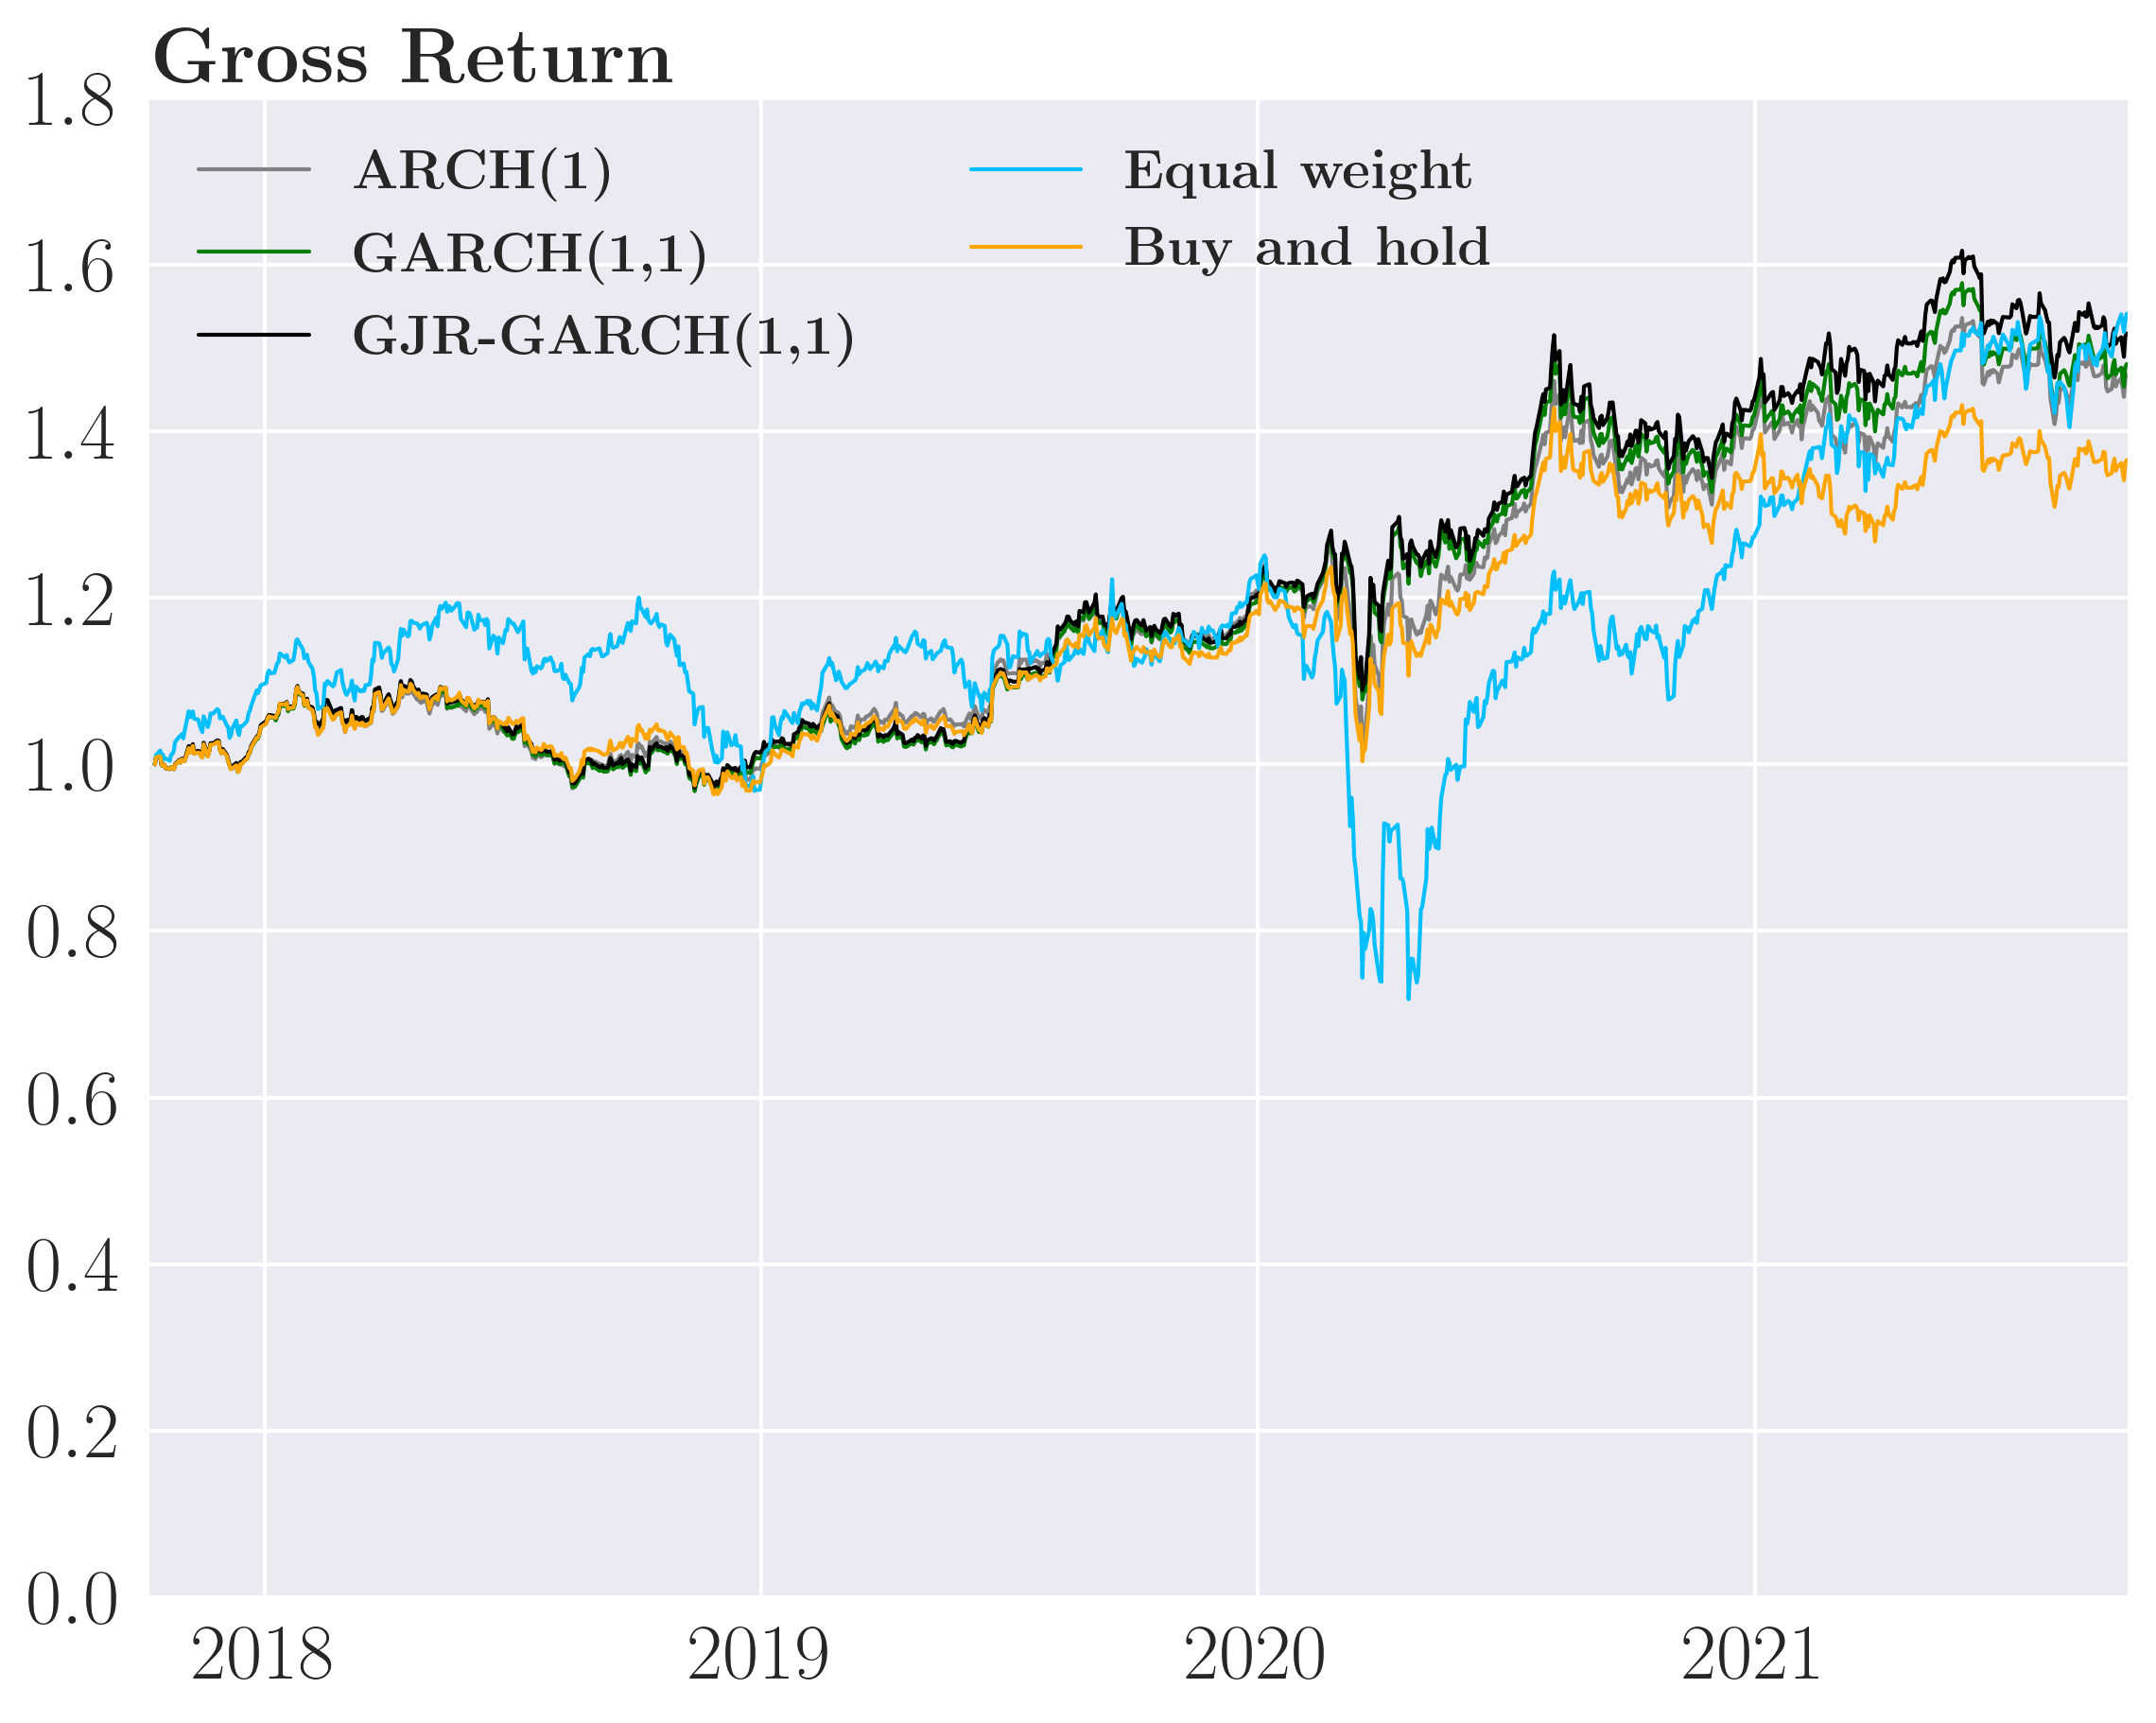 Gross Return
1.8
1.6
1.4
1.2
1.0
0.8
0.6
0.4
0.2
0.0
ARCH(1)
GARCH(1,1)
GJR-GARCH(1,1)
Equal weight
Buy and hold
2018 2019 2020 2021